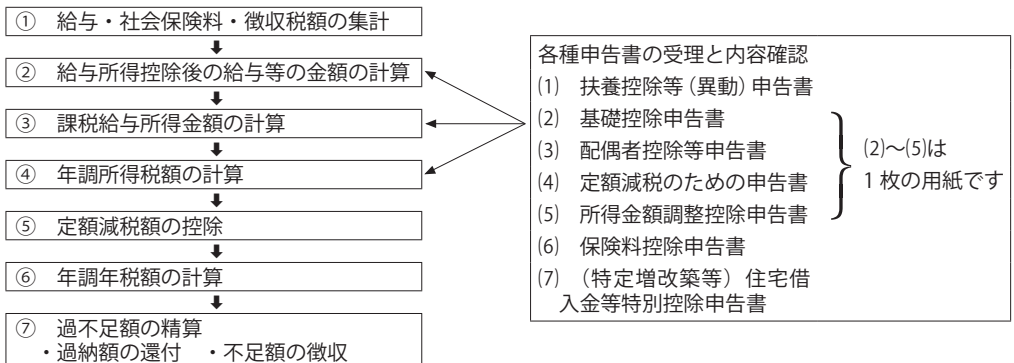 ① 給与・社会保険料・徴収税額の集計
② 給与所得控除後の給与等の金額の計算
③ 課税給与所得金額の計算
④ 年調所得税額の計算
⑤ 定額減税額の控除
⑥ 年調年税額の計算
⑦ 過不足額の精算
・過納額の還付 ・不足額の徴収
各種申告書の受理と内容確認
⑴ 扶養控除等(異動)申告書
⑵ 基礎控除申告書
⑶ 配偶者控除等申告書
⑷ 定額減税のための申告書
⑸ 所得金額調整控除申告書
⑵〜⑸は
1枚の用紙です
⑹ 保険料控除申告書
⑺ (特定増改築等)住宅借
入金等特別控除申告書